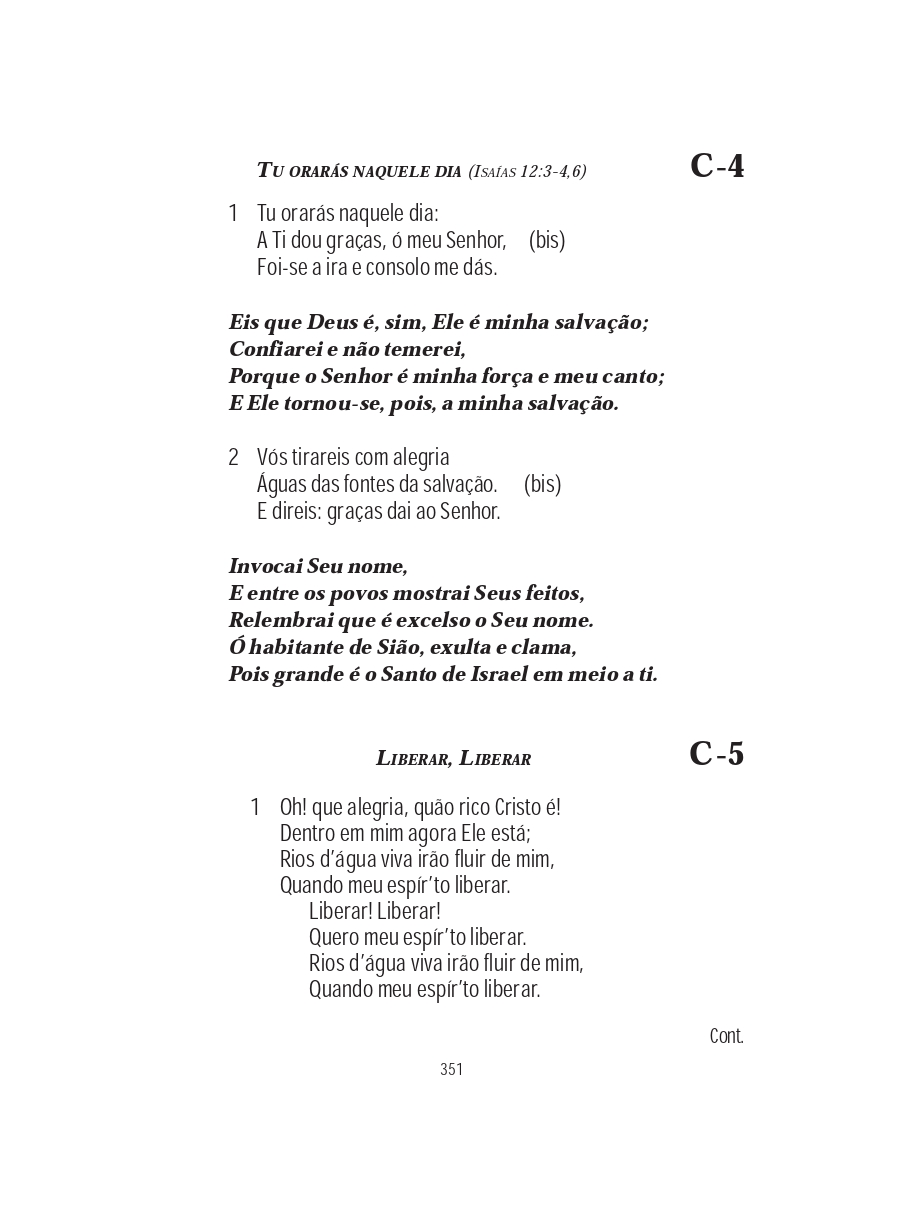 TU ORARÁS NAQUELE DIA (ISAÍAS 12:3-4,6) C-4
1 Tu orarás naquele dia:
A Ti dou graças, ó meu Senhor, (bis)
Foi-se a ira e consolo me dás.
Eis que Deus é, sim, Ele é minha salvação;
Confiarei e não temerei,
Porque o Senhor é minha força e meu canto;
E Ele tornou-se, pois, a minha salvação.
2 Vós tirareis com alegria
Águas das fontes da salvação. (bis)
E direis: graças dai ao Senhor.
Invocai Seu nome,
E entre os povos mostrai Seus feitos,
Relembrai que é excelso o Seu nome.
Ó habitante de Sião, exulta e clama,
Pois grande é o Santo de Israel em meio a ti.
LIBERAR, LIBERAR C-5
1 Oh! que alegria, quão rico Cristo é!
Dentro em mim agora Ele está;
Rios d’água viva irão fluir de mim,
Quando meu espír’to liberar.
Liberar! Liberar!
Quero meu espír’to liberar.
Rios d’água viva irão fluir de mim,
Quando meu espír’to liberar.
Cont.
351